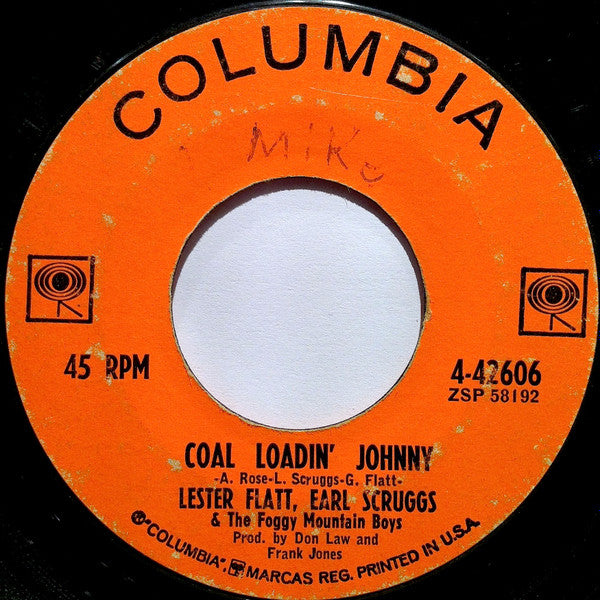 COLUMBIA
Mike
45 RPM
4-42606
ZSP 58192
COAL LOADIN' JOHNNY
-A. Rose-L. Scruggs-G. Flatt-
LESTER FLATT, EARL SCRUGGS
& The Foggy Mountain Boys
Prod. by Don Law and
Frank Jones
®"COLUMBIA", MARCAS REG. PRINTED IN U.S.A.